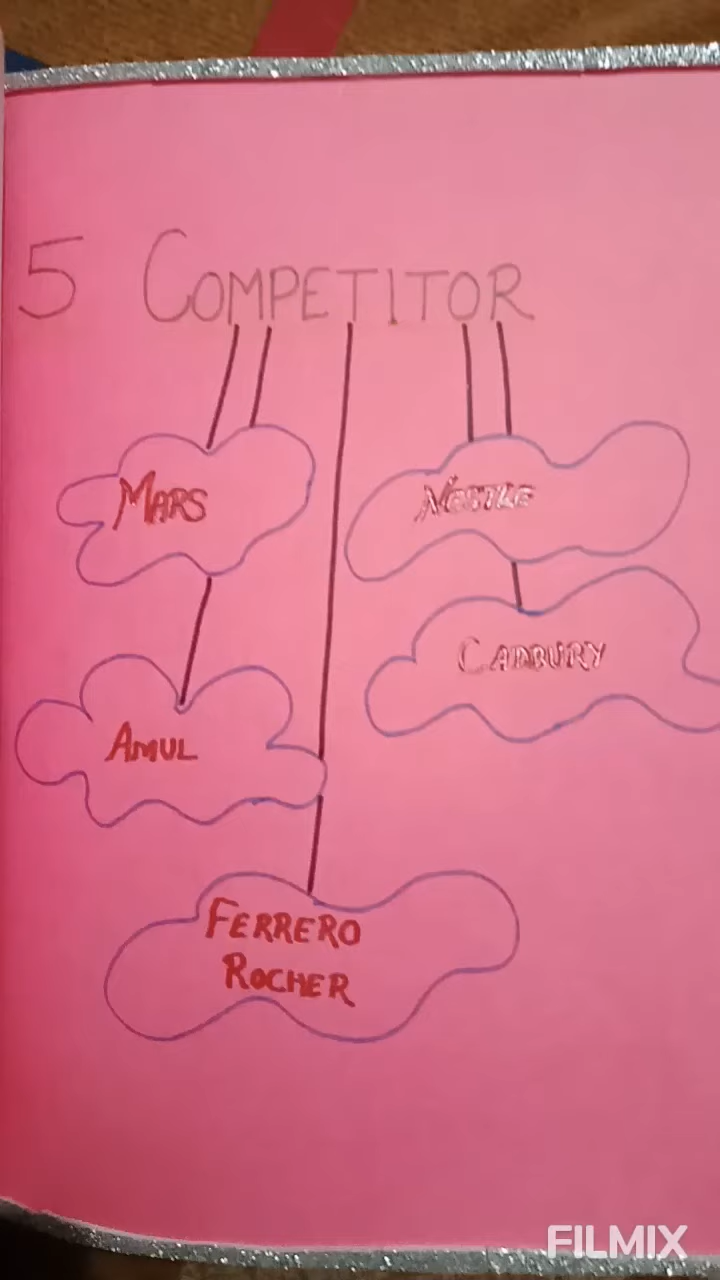 5 COMPETITOR
MARS
NESTLE
CADBURY
AMUL
FERRERO
ROCHER
FILMIX